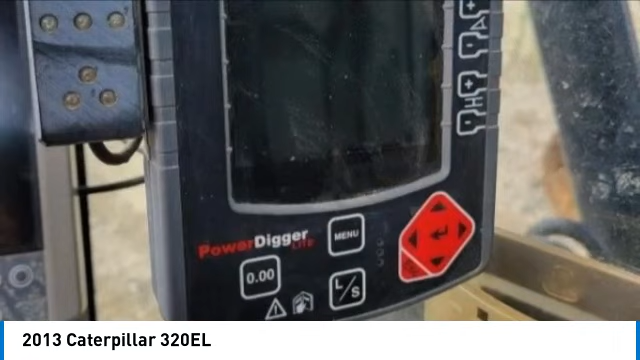 A
H
PowerDigger
Lite
MENU
0.00
L/S
2013 Caterpillar 320EL